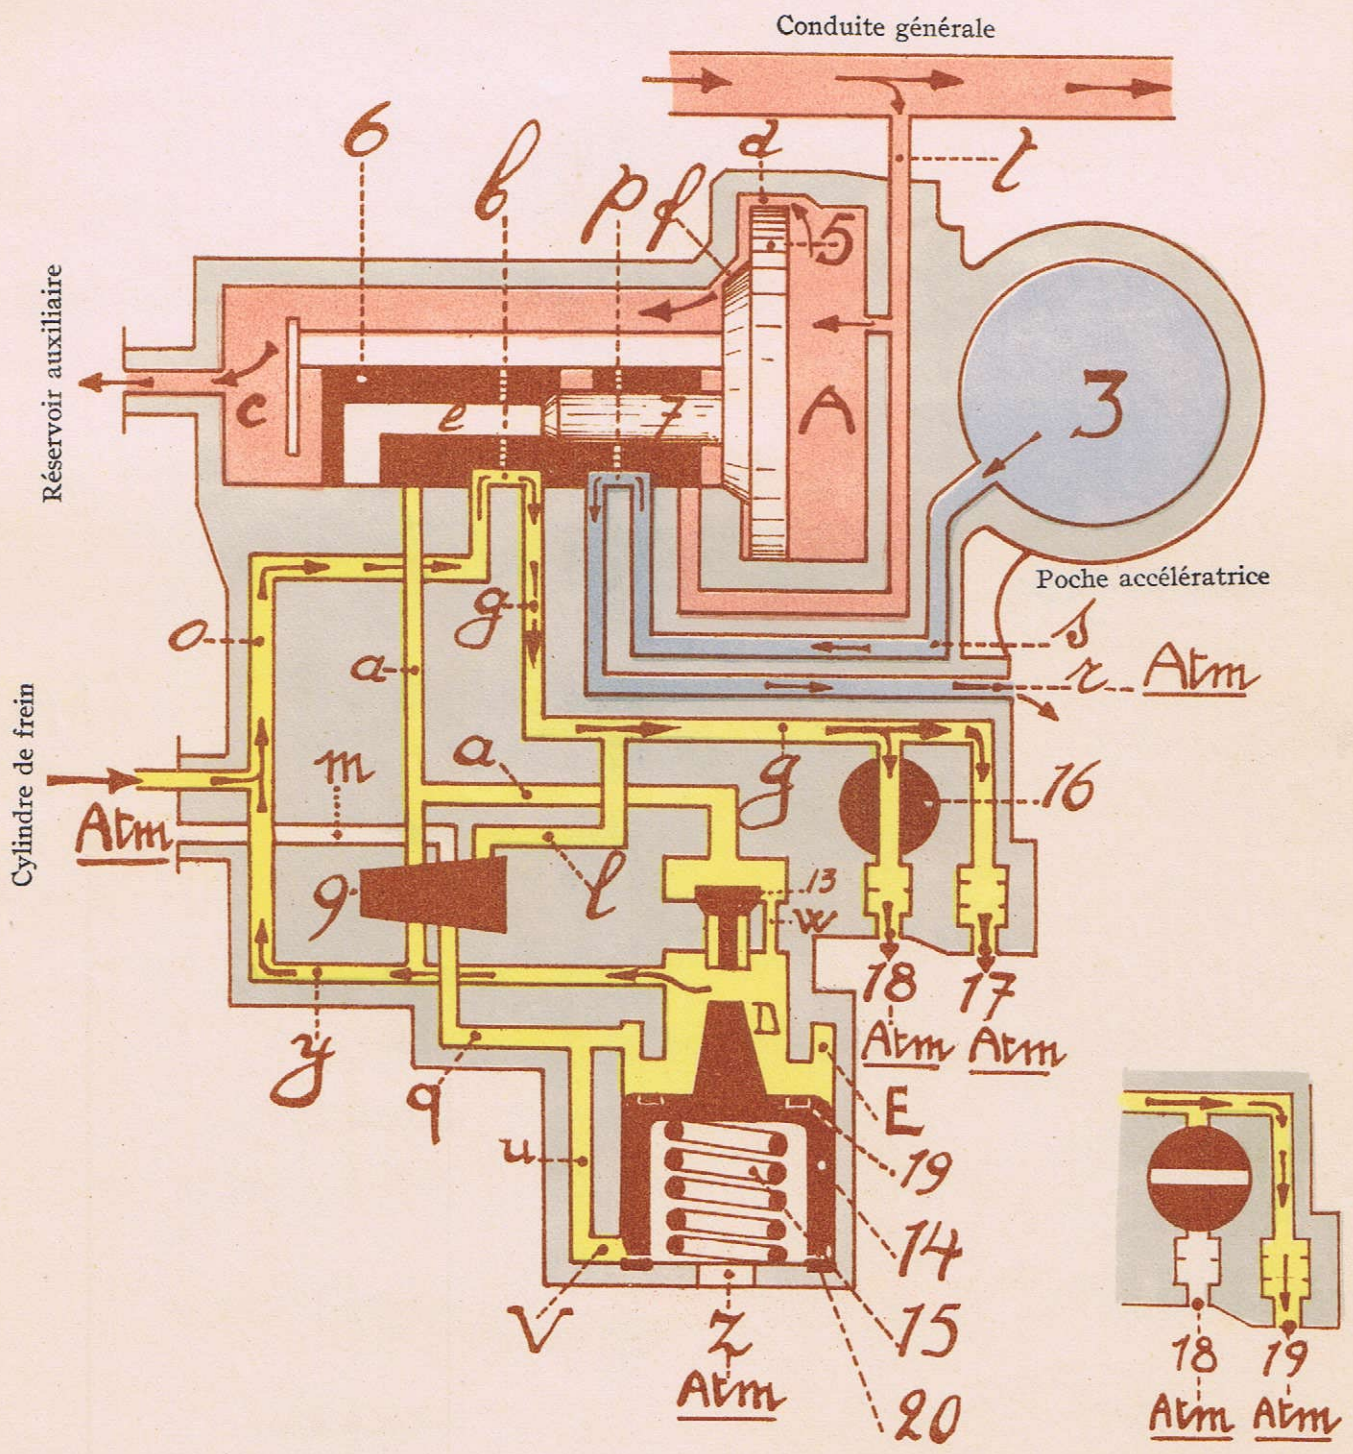 Conduite générale
6
b
p
f
d
t
5
Réservoir auxiliaire
c
e
7
A
3
Poche accélératrice
o
a
g
s
r
Atm
Cylindre de frein
m
a
g
16
Atm
9
l
13
w
18
17
D
Atm
Atm
y
q
E
u
19
14
V
Z
15
18
19
Atm
20
Atm
Atm